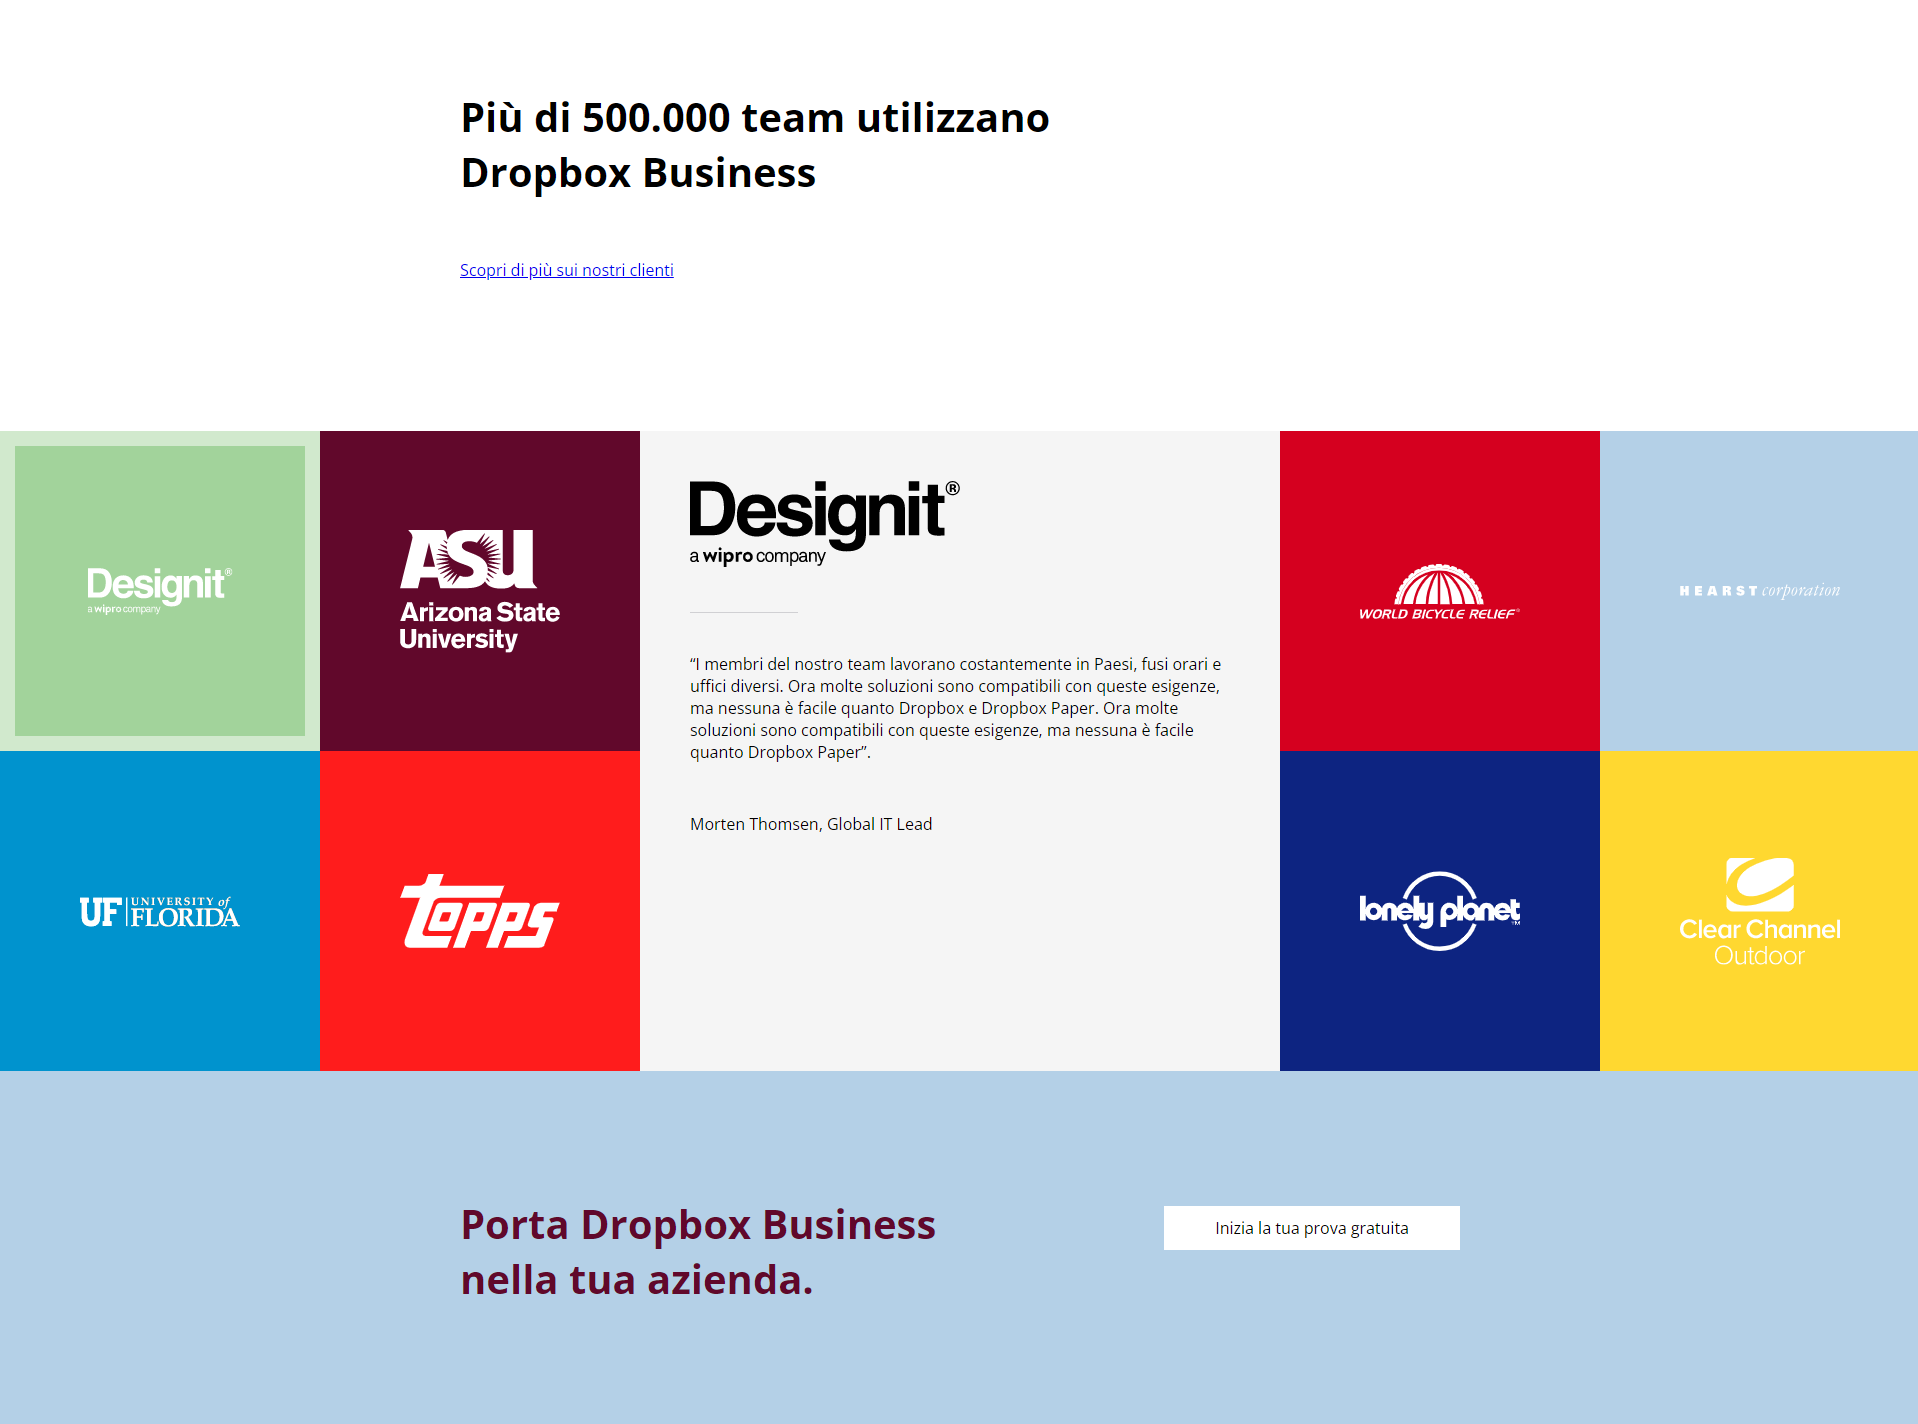 Più di 500.000 team utilizzano
Dropbox Business
Scopri di più sui nostri clienti
Designit®
a wipro company
ASU
Arizona State
University
UF UNIVERSITY of
FLORIDA
topps
Designit®
a wipro company
“I membri del nostro team lavorano costantemente in Paesi, fusi orari e
uffici diversi. Ora molte soluzioni sono compatibili con queste esigenze,
ma nessuna è facile quanto Dropbox e Dropbox Paper. Ora molte
soluzioni sono compatibili con queste esigenze, ma nessuna è facile
quanto Dropbox Paper”.
Morten Thomsen, Global IT Lead
WORLD BICYCLE RELIEF®
HEARST corporation
lonely planet™
Clear Channel
Outdoor
Porta Dropbox Business
nella tua azienda.
Inizia la tua prova gratuita